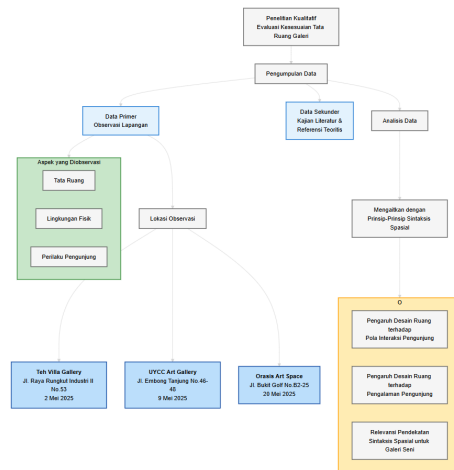 Penelitian Kualitatif
Evaluasi Kesesuaian Tata
Ruang Galeri
Pengumpulan Data
Data Primer
Observasi Lapangan
Data Sekunder
Kajian Literatur &
Referensi Teoritis
Analisis Data
Aspek yang Diobservasi
Tata Ruang
Lingkungan Fisik
Perilaku Pengunjung
Lokasi Observasi
Mengaitkan dengan
Prinsip-Prinsip Sintaksis
Spasial
Teh Villa Gallery
Jl. Raya Rungkut Industri II
No.53
2 Mei 2025
UYCC Art Gallery
Jl. Embong Tanjung No.46-
48
9 Mei 2025
Orasis Art Space
Jl. Bukit Golf No.B2-25
20 Mei 2025
O
Pengaruh Desain Ruang
terhadap
Pola Interaksi Pengunjung
Pengaruh Desain Ruang
terhadap
Pengalaman Pengunjung
Relevansi Pendekatan
Sintaksis Spasial untuk
Galeri Seni